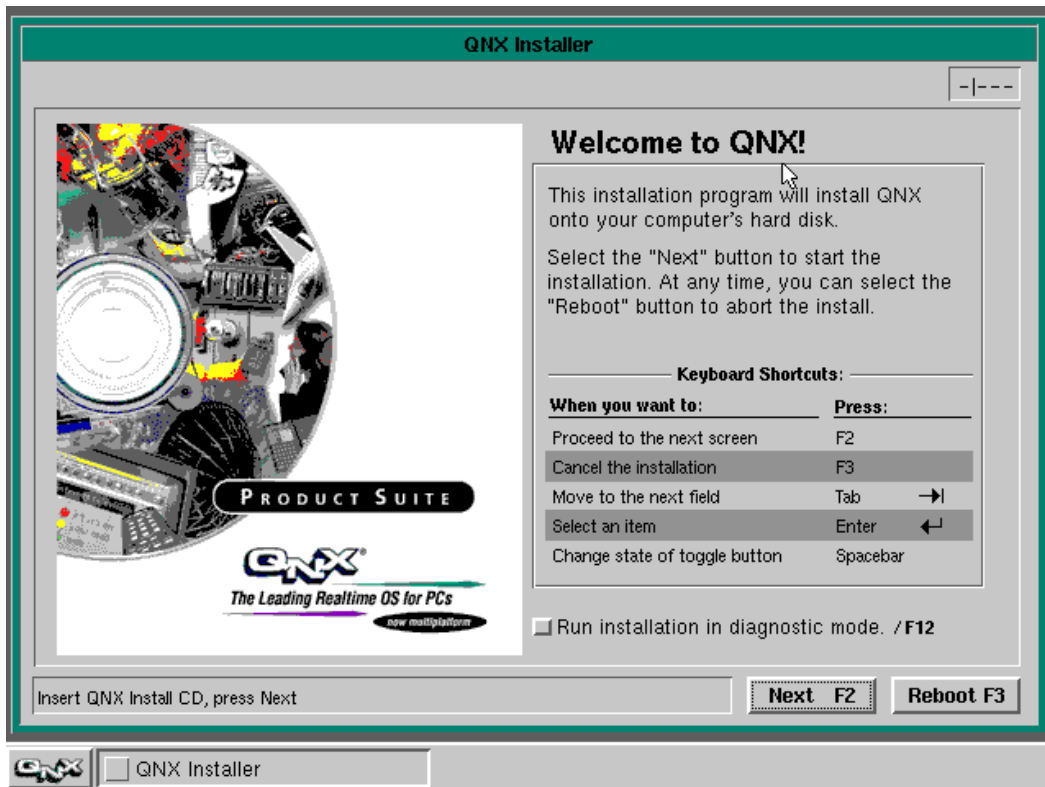 QNX Installer
-|---
Welcome to QNX!
This installation program will install QNX
onto your computer's hard disk.
Select the "Next" button to start the
installation. At any time, you can select the
"Reboot" button to abort the install.
Keyboard Shortcuts:
When you want to: Press:
Proceed to the next screen F2
Cancel the installation F3
Move to the next field Tab
Select an item Enter
Change state of toggle button Spacebar
PRODUCT SUITE
QNX®
The Leading Realtime OS for PCs
now multiplatform
Run installation in diagnostic mode. /F12
Insert QNX Install CD, press Next
Next F2
Reboot F3
QNX
QNX Installer